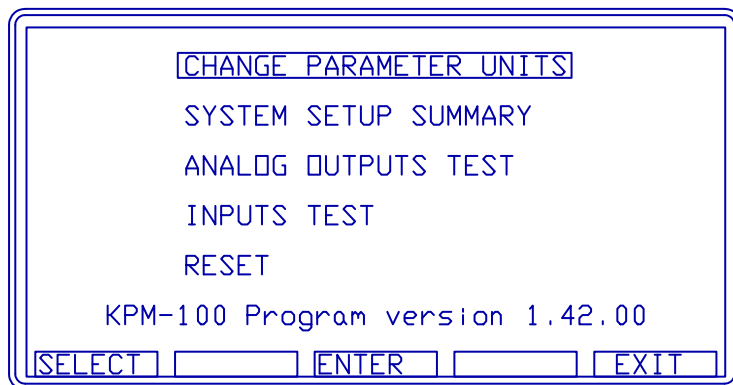 CHANGE PARAMETER UNITS
SYSTEM SETUP SUMMARY
ANALOG OUTPUTS TEST
INPUTS TEST
RESET
KPM-100 Program version 1.42.00
SELECT ENTER EXIT